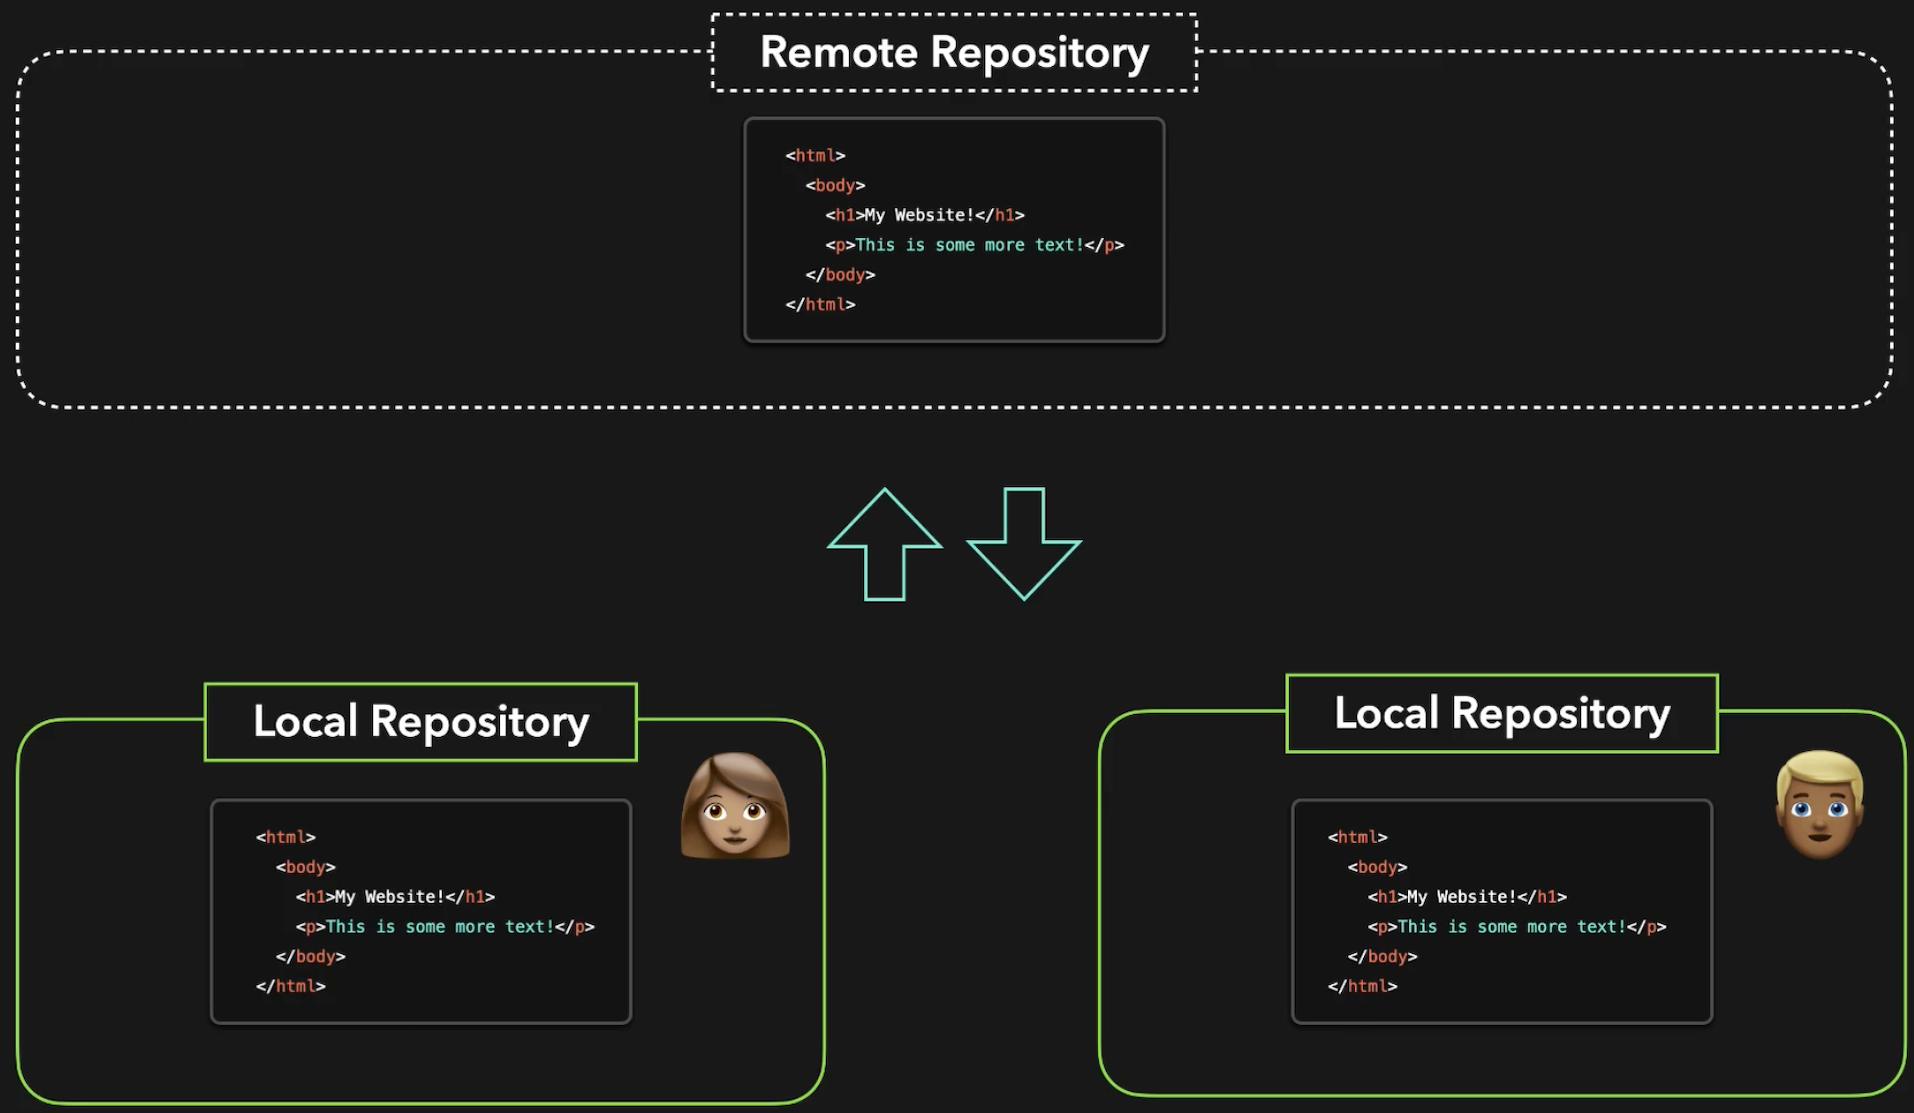 Remote Repository
<html>
<body>
<h1>My Website!</h1>
<p>This is some more text!</p>
</body>
</html>
Local Repository
<html>
<body>
<h1>My Website!</h1>
<p>This is some more text!</p>
</body>
</html>
Local Repository
<html>
<body>
<h1>My Website!</h1>
<p>This is some more text!</p>
</body>
</html>